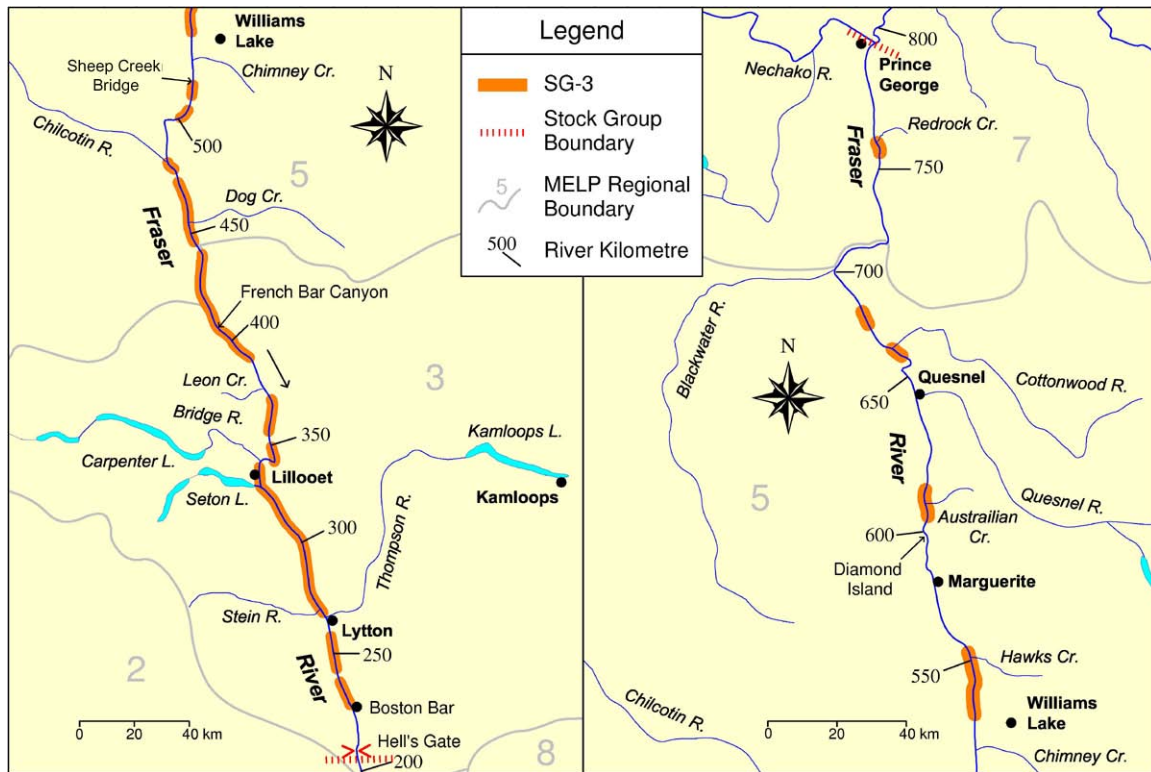 Williams
Lake
Sheep Creek
Bridge
Chimney Cr.
N
Chilcotin R.
500
5
Dog Cr.
Fraser
450
French Bar Canyon
400
Leon Cr.
3
Bridge R.
350
Kamloops L.
Carpenter L.
Lillooet
Kamloops
Seton L.
300
Thompson R.
Stein R.
Lytton
2
River
250
Boston Bar
Hell's Gate
200
8
0
20
40 km
Legend
SG-3
Stock Group
Boundary
5
MELP Regional
Boundary
500
River Kilometre
800
Nechako R.
Prince
George
Redrock Cr.
Fraser
7
750
700
Blackwater R.
N
Quesnel
Cottonwood R.
650
River
5
Quesnel R.
Austrailian
Cr.
600
Diamond
Island
Marguerite
Hawks Cr.
550
Williams
Lake
Chilcotin R.
0
20
40 km
Chimney Cr.